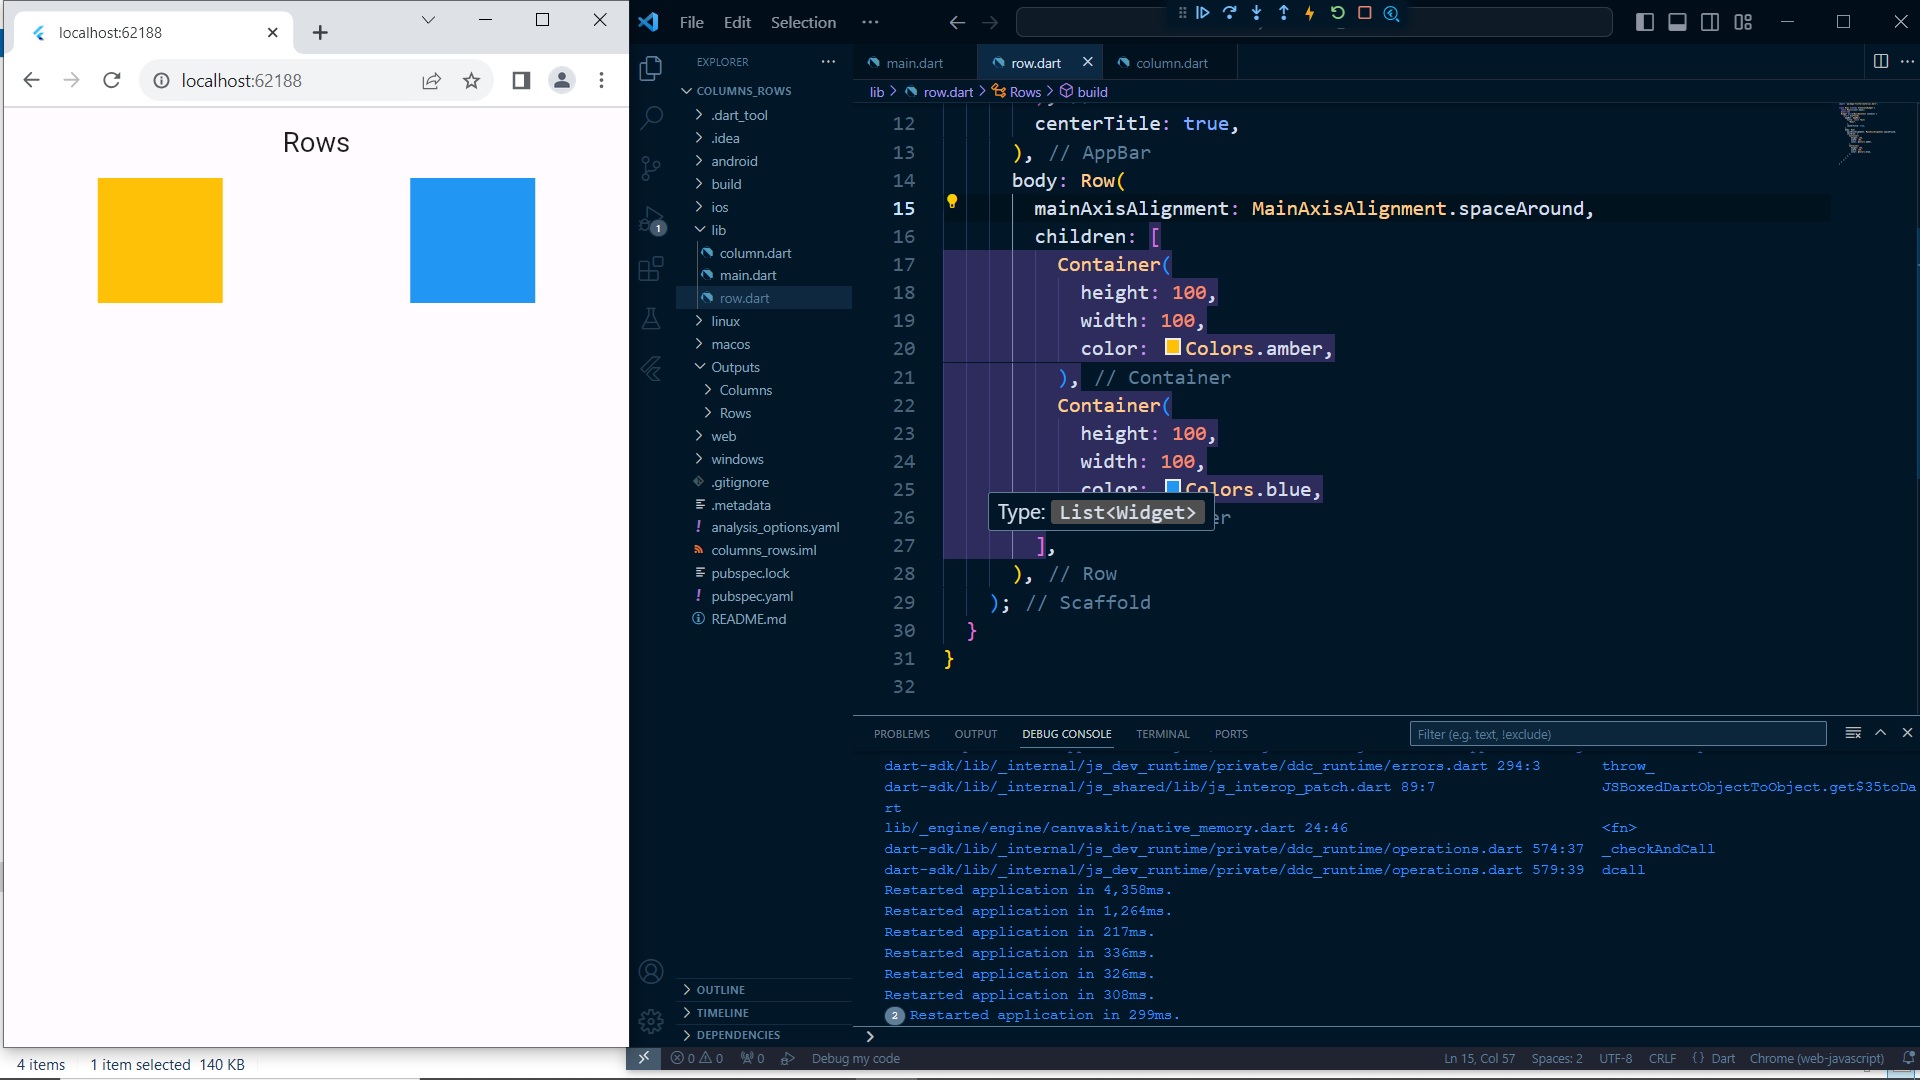 localhost:62188
localhost:62188
Rows
4 items 1 item selected 140 KB
File Edit Selection ···
EXPLORER
COLUMNS_ROWS
.dart_tool
.idea
android
build
ios
lib
column.dart
main.dart
row.dart
linux
macos
Outputs
Columns
Rows
web
windows
.gitignore
.metadata
! analysis_options.yaml
columns_rows.iml
pubspec.lock
! pubspec.yaml
README.md
OUTLINE
TIMELINE
DEPENDENCIES
1
main.dart row.dart column.dart
lib > row.dart > Rows > build
12 centerTitle: true,
13 ), // AppBar
14 body: Row(
15 mainAxisAlignment: MainAxisAlignment.spaceAround,
16 children: [
17 Container(
18 height: 100,
19 width: 100,
20 color: Colors.amber,
21 ), // Container
22 Container(
23 height: 100,
24 width: 100,
25 color: Colors.blue,
Type: List<Widget>
26 er
27 ],
28 ), // Row
29 ); // Scaffold
30 }
31 }
32
PROBLEMS OUTPUT DEBUG CONSOLE TERMINAL PORTS Filter (e.g. text, !exclude)
dart-sdk/lib/_internal/js_dev_runtime/private/ddc_runtime/errors.dart 294:3 throw_
dart-sdk/lib/_internal/js_shared/lib/js_interop_patch.dart 89:7 JSBoxedDartObjectToObject.get$35toDa
rt
lib/_engine/engine/canvaskit/native_memory.dart 24:46 <fn>
dart-sdk/lib/_internal/js_dev_runtime/private/ddc_runtime/operations.dart 574:37 _checkAndCall
dart-sdk/lib/_internal/js_dev_runtime/private/ddc_runtime/operations.dart 579:39 dcall
Restarted application in 4,358ms.
Restarted application in 1,264ms.
Restarted application in 217ms.
Restarted application in 336ms.
Restarted application in 326ms.
Restarted application in 308ms.
2 Restarted application in 299ms.
0 0 0 Debug my code Ln 15, Col 57 Spaces: 2 UTF-8 CRLF {} Dart Chrome (web-javascript)